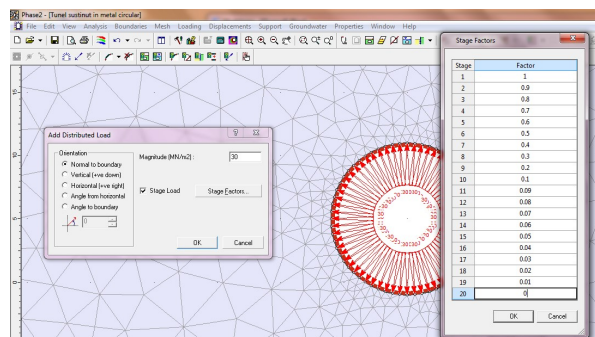 Phase2 - [Tunel sustinut in metal circular]
File Edit View Analysis Boundaries Mesh Loading Displacements Support Groundwater Properties Window Help
Add Distributed Load
Orientation
Normal to boundary
Vertical (+ve down)
Horizontal (+ve right)
Angle from horizontal
Angle to boundary
0
Magnitude (MN/m2) :
30
Stage Load
Stage Factors...
OK
Cancel
Stage Factors
Stage Factor
1 1
2 0.9
3 0.8
4 0.7
5 0.6
6 0.5
7 0.4
8 0.3
9 0.2
10 0.1
11 0.09
12 0.08
13 0.07
14 0.06
15 0.05
16 0.04
17 0.03
18 0.02
19 0.01
20 0
OK
Cancel